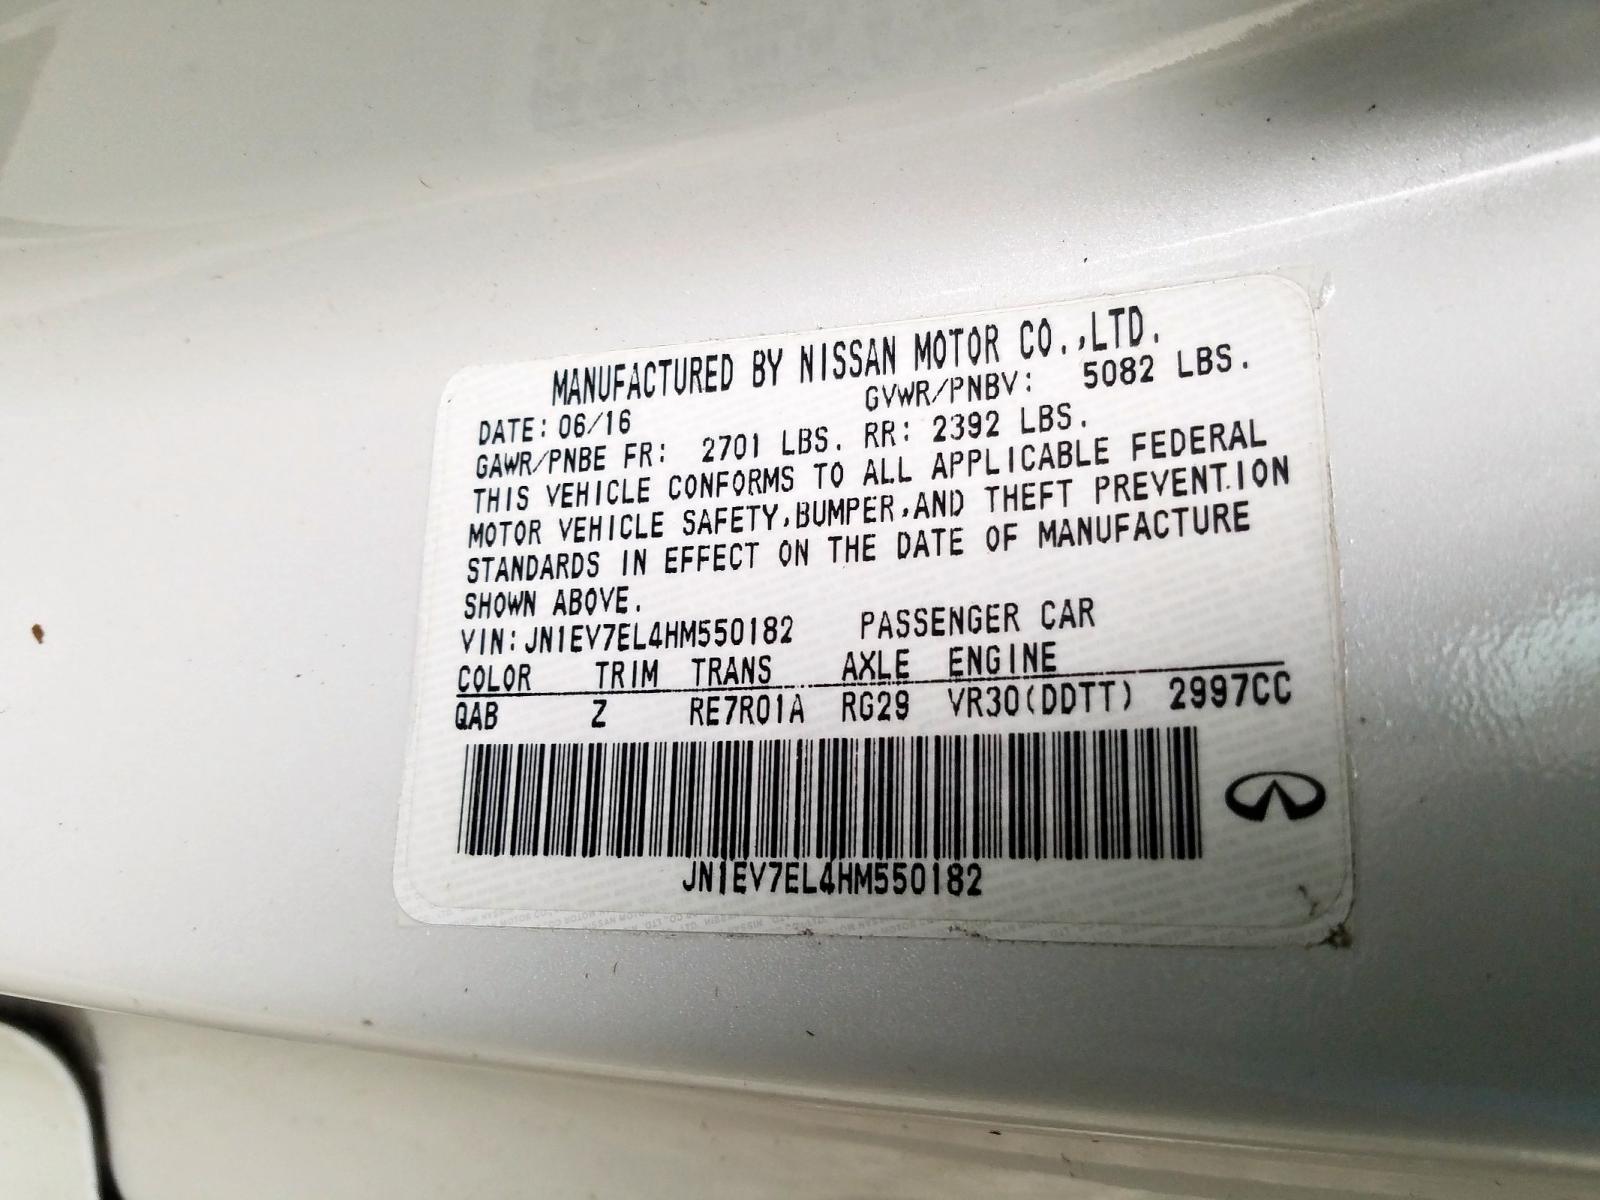 MANUFACTURED BY NISSAN MOTOR CO.,LTD.
DATE: 06/16 GVWR/PNBV: 5082 LBS.
GAWR/PNBE FR: 2701 LBS. RR: 2392 LBS.
THIS VEHICLE CONFORMS TO ALL APPLICABLE FEDERAL
MOTOR VEHICLE SAFETY,BUMPER,AND THEFT PREVENTION
STANDARDS IN EFFECT ON THE DATE OF MANUFACTURE
SHOWN ABOVE.
VIN: JN1EV7EL4HM550182 PASSENGER CAR
COLOR TRIM TRANS AXLE ENGINE
QAB Z RE7R01A RG29 VR30(DDTT) 2997CC
JN1EV7EL4HM550182